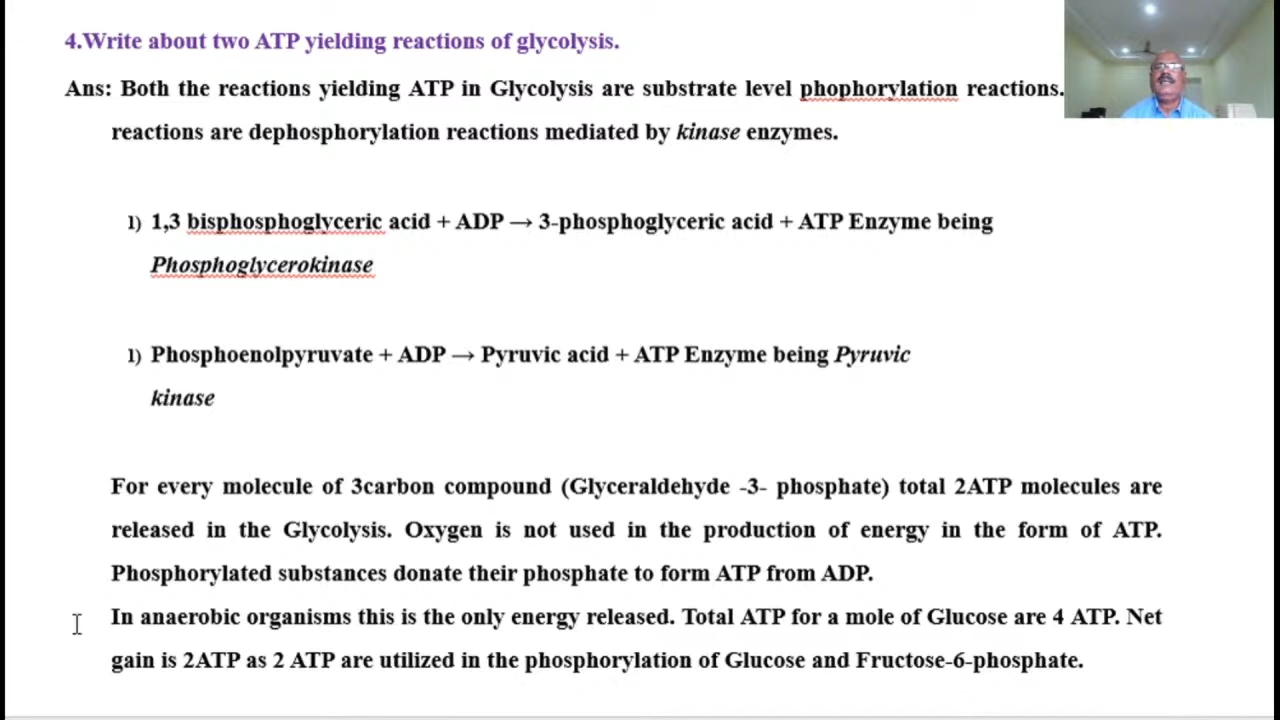 4.Write about two ATP yielding reactions of glycolysis.
Ans: Both the reactions yielding ATP in Glycolysis are substrate level phophorylation reactions.
reactions are dephosphorylation reactions mediated by kinase enzymes.
1) 1,3 bisphosphoglyceric acid + ADP → 3-phosphoglyceric acid + ATP Enzyme being
Phosphoglycerokinase
1) Phosphoenolpyruvate + ADP → Pyruvic acid + ATP Enzyme being Pyruvic
kinase
For every molecule of 3carbon compound (Glyceraldehyde -3- phosphate) total 2ATP molecules are
released in the Glycolysis. Oxygen is not used in the production of energy in the form of ATP.
Phosphorylated substances donate their phosphate to form ATP from ADP.
In anaerobic organisms this is the only energy released. Total ATP for a mole of Glucose are 4 ATP. Net
gain is 2ATP as 2 ATP are utilized in the phosphorylation of Glucose and Fructose-6-phosphate.